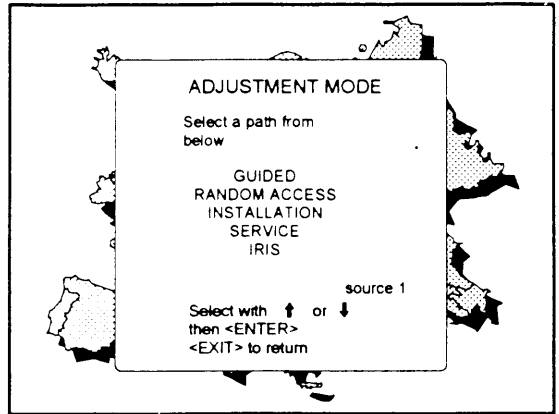 ADJUSTMENT MODE
Select a path from
below
GUIDED
RANDOM ACCESS
INSTALLATION
SERVICE
IRIS
source 1
Select with ↑ or ↓
then <ENTER>
<EXIT> to return